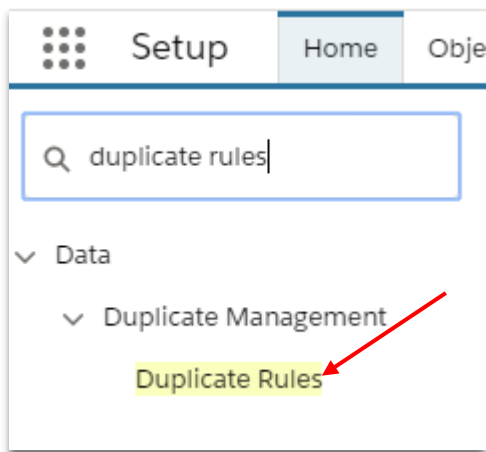 Setup Home Obje
duplicate rules
Data
Duplicate Management
Duplicate Rules